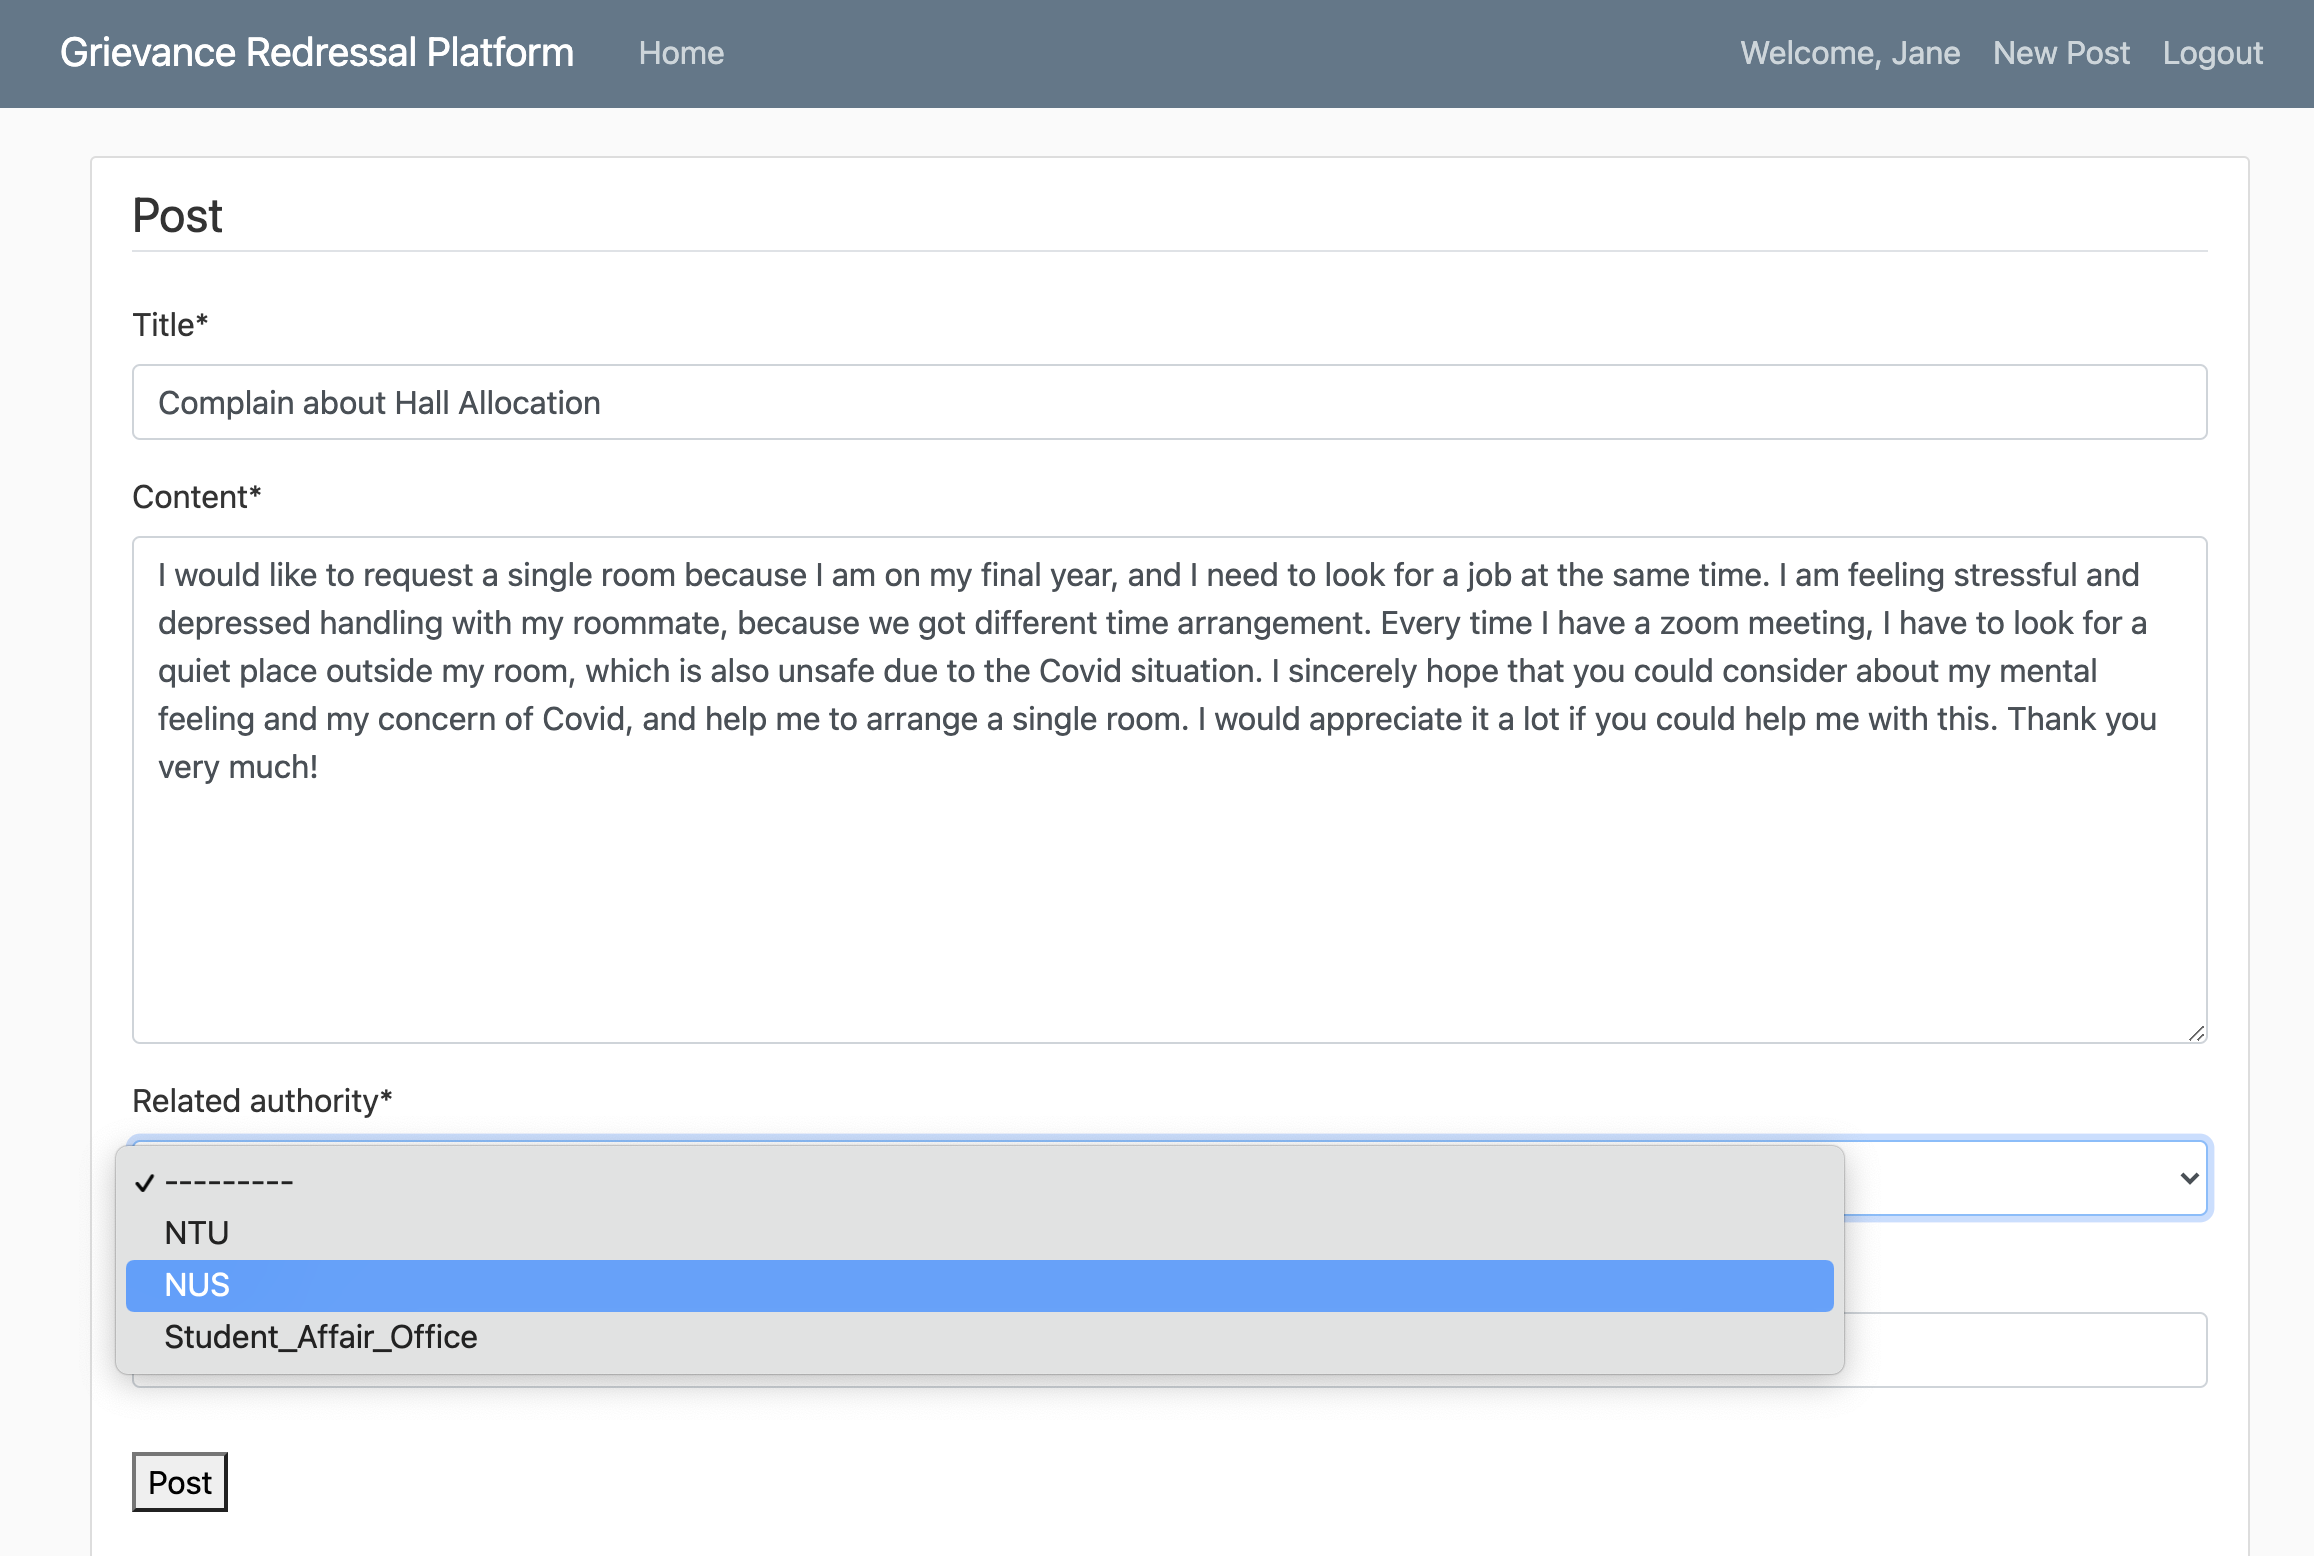 Grievance Redressal Platform Home Welcome, Jane New Post Logout
Post
Title*
Complain about Hall Allocation
Content*
I would like to request a single room because I am on my final year, and I need to look for a job at the same time. I am feeling stressful and
depressed handling with my roommate, because we got different time arrangement. Every time I have a zoom meeting, I have to look for a
quiet place outside my room, which is also unsafe due to the Covid situation. I sincerely hope that you could consider about my mental
feeling and my concern of Covid, and help me to arrange a single room. I would appreciate it a lot if you could help me with this. Thank you
very much!
Related authority*
✓ ---------
NTU
NUS
Student_Affair_Office
Post